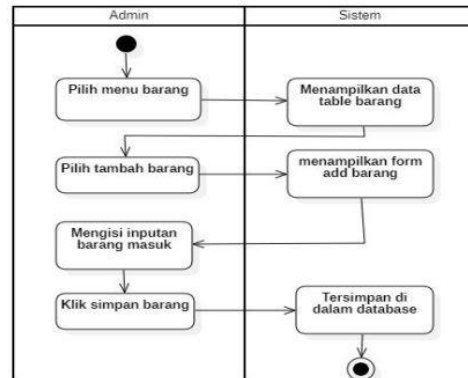 Admin
Sistem
Pilih menu barang
Menampilkan data
table barang
Pilih tambah barang
menampilkan form
add barang
Mengisi inputan
barang masuk
Klik simpan barang
Tersimpan di
dalam database